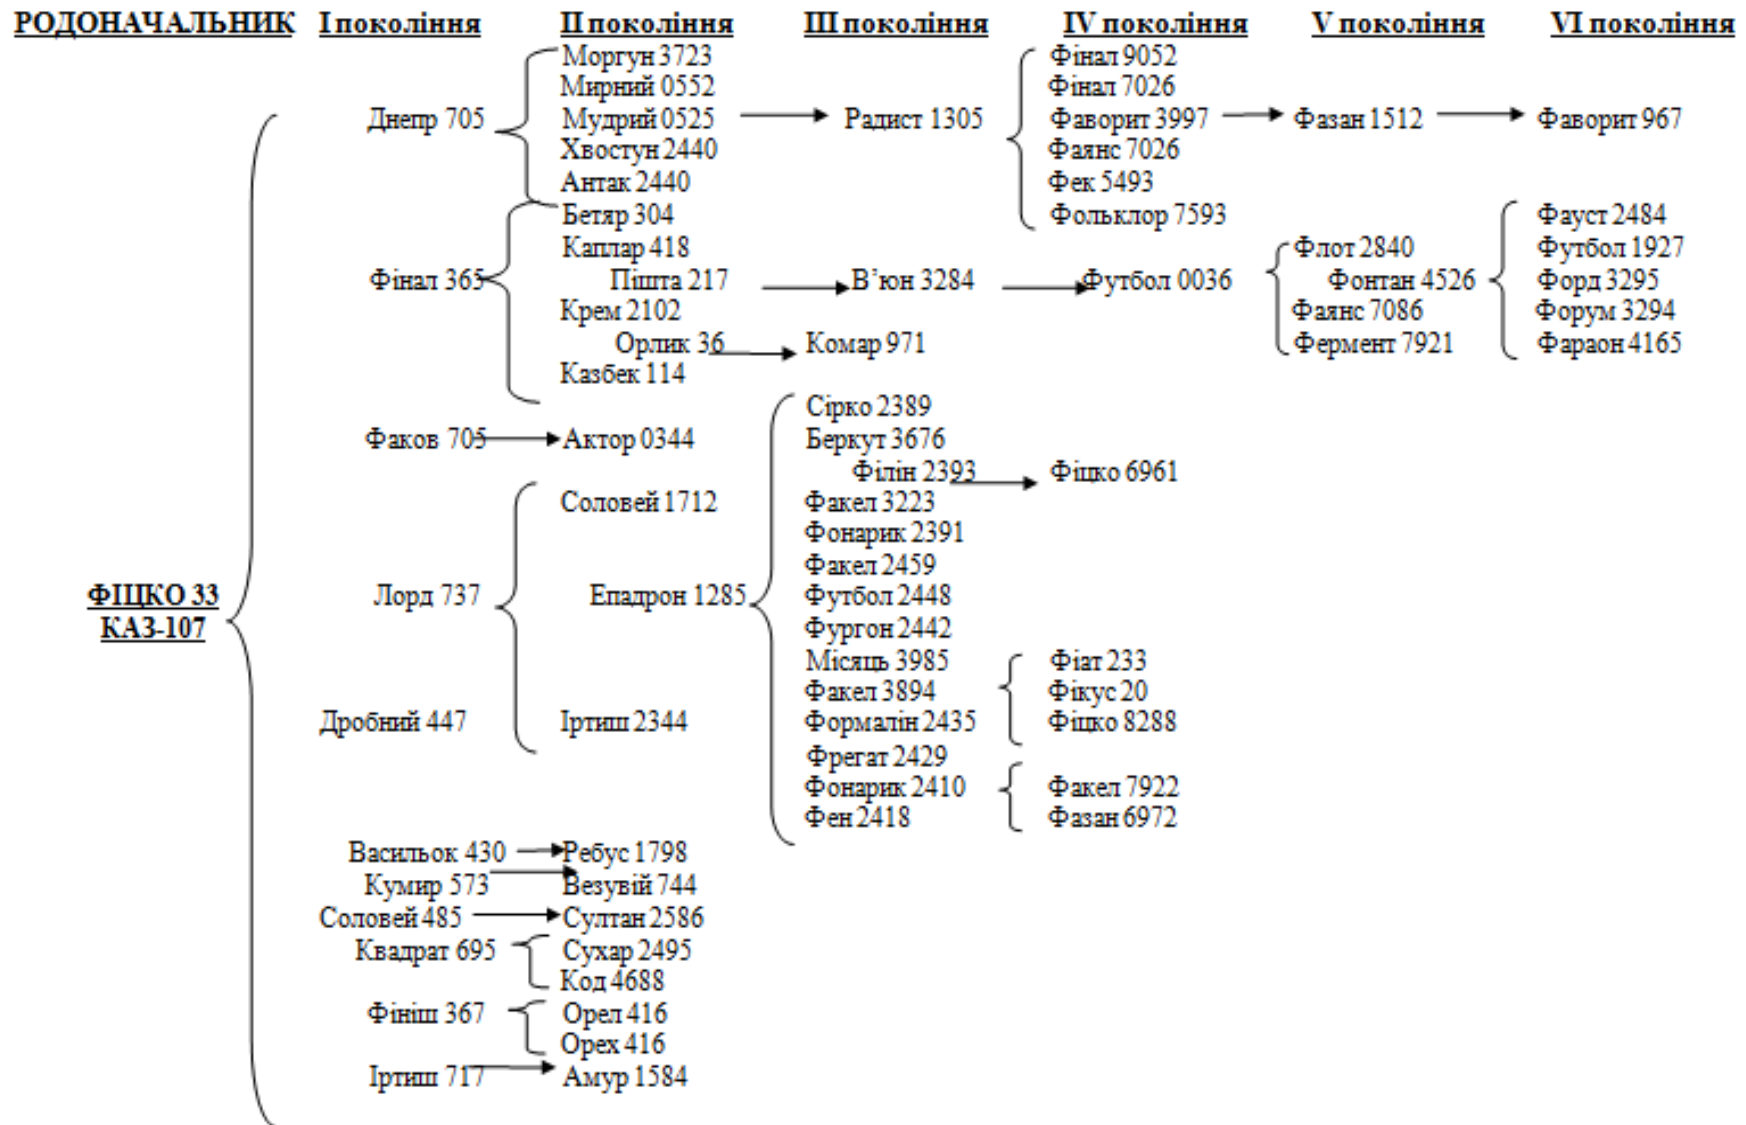 РОДОНАЧАЛЬНИК I покоління II покоління III покоління IV покоління V покоління VI покоління
Моргун 3723 Фінал 9052
Мирний 0552 Фінал 7026
Днепр 705 Мудрий 0525 Радист 1305 Фаворит 3997 Фазан 1512 Фаворит 967
Хвостун 2440 Фаянс 7026
Антак 2440 Фек 5493
Бетяр 304 Фольклор 7593 Фауст 2484
Каплар 418 Флот 2840 Футбол 1927
Фінал 365 Пішта 217 В’юн 3284 Футбол 0036 Фонтан 4526 Форд 3295
Крем 2102 Фаянс 7086 Форум 3294
Орлик 36 Комар 971 Фермент 7921 Фараон 4165
Казбек 114
Сірко 2389
Факов 705 Актор 0344 Беркут 3676
Філін 2393 Фіцко 6961
Соловей 1712 Факел 3223
Фонарик 2391
Факел 2459
ФІЦКО 33 Лорд 737 Епадрон 1285 Футбол 2448
КАЗ-107 Фургон 2442
Місяць 3985 Фіат 233
Факел 3894 Фікус 20
Дробний 447 Іртиш 2344 Формалін 2435 Фіцко 8288
Фрегат 2429
Фонарик 2410 Факел 7922
Фен 2418 Фазан 6972
Васильок 430 Ребус 1798
Кумир 573 Везувій 744
Соловей 485 Султан 2586
Квадрат 695 Сухар 2495
Код 4688
Фініш 367 Орел 416
Орех 416
Іртиш 717 Амур 1584